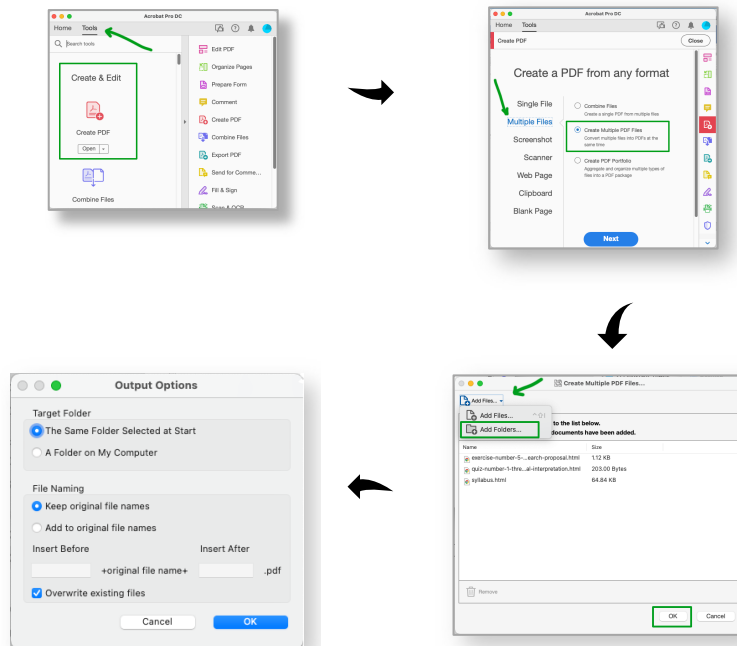 Acrobat Pro DC
Home Tools
Search tools
Create & Edit
Create PDF
Open
Combine Files
Edit PDF
Organize Pages
Prepare Form
Comment
Create PDF
Combine Files
Export PDF
Send for Comme...
Fill & Sign
Scan & OCR
Acrobat Pro DC
Home Tools
Create PDF
Close
Create a PDF from any format
Single File
Multiple Files
Screenshot
Scanner
Web Page
Clipboard
Blank Page
Combine Files
Create a single PDF from multiple files
Create Multiple PDF Files
Convert multiple files into PDFs at the
same time
Create PDF Portfolio
Aggregate and organize multiple types of
files into a PDF package
Next
Create Multiple PDF Files...
Add Files...
Add Files...
Add Folders...
to the list below.
documents have been added.
Name Size
exercise-number-5-...earch-proposal.html 1.12 KB
quiz-number-1-thre...al-interpretation.html 203.00 Bytes
syllabus.html 64.84 KB
Remove
OK Cancel
Output Options
Target Folder
The Same Folder Selected at Start
A Folder on My Computer
File Naming
Keep original file names
Add to original file names
Insert Before Insert After
+original file name+ .pdf
Overwrite existing files
Cancel OK